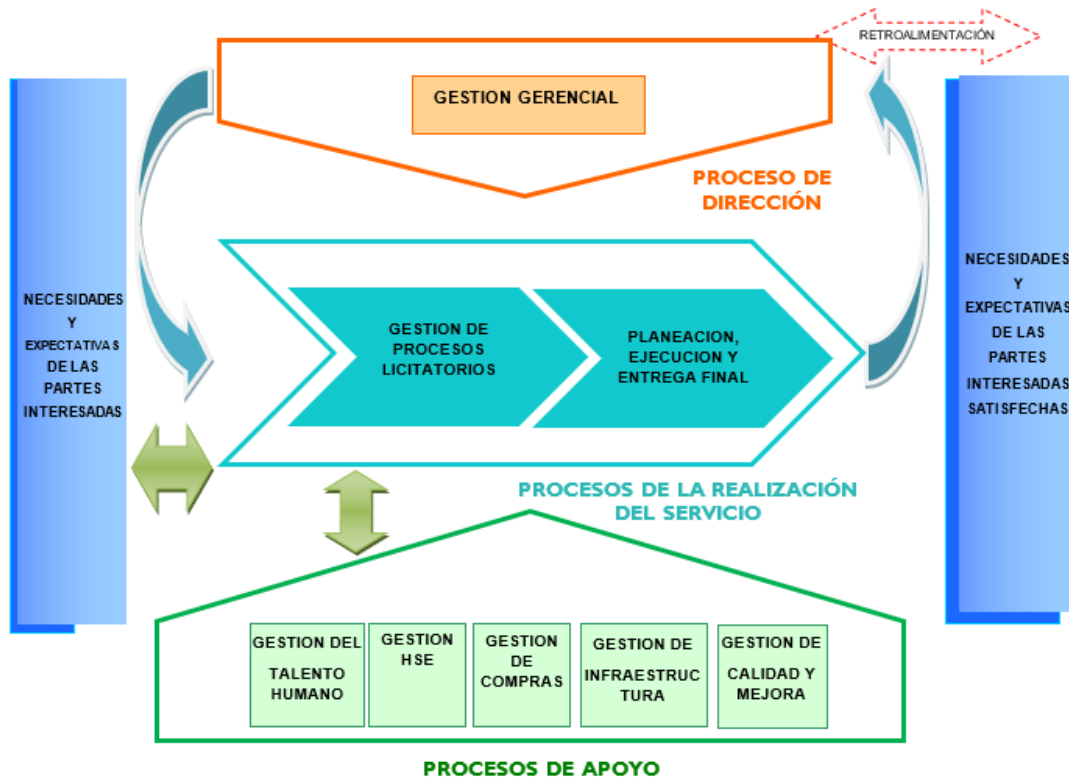 RETROALIMENTACIÓN
GESTION GERENCIAL
PROCESO DE
DIRECCIÓN
NECESIDADES
Y
EXPECTATIVAS
DE LAS
PARTES
INTERESADAS
GESTION DE
PROCESOS
LICITATORIOS
PLANEACION,
EJECUCION Y
ENTREGA FINAL
NECESIDADES
Y
EXPECTATIVAS
DE LAS
PARTES
INTERESADAS
SATISFECHAS
PROCESOS DE LA REALIZACIÓN
DEL SERVICIO
GESTION DEL
TALENTO
HUMANO
GESTION
HSE
GESTION
DE
COMPRAS
GESTION DE
INFRAESTRUC
TURA
GESTION DE
CALIDAD Y
MEJORA
PROCESOS DE APOYO